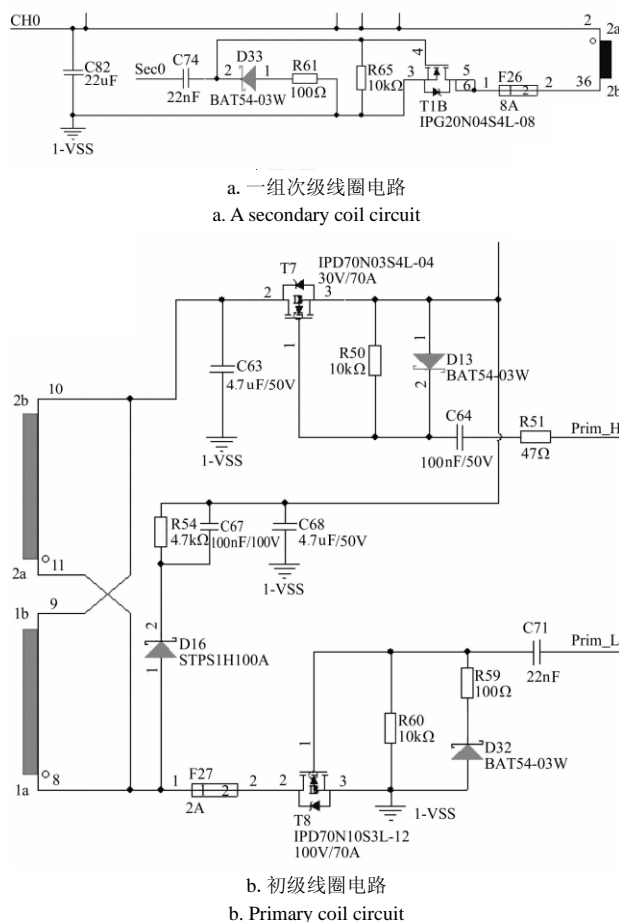 CH0
2
2a
C82
22uF
Sec0
C74
22nF
2
D33
1
BAT54-03W
R61
100Ω
R65
10kΩ
4
3
5
6
T1B
IPG20N04S4L-08
1
F26
1 2
2
8A
36
2b
1-VSS
a. 一组次级线圈电路
a. A secondary coil circuit
IPD70N03S4L-04
T7
30V/70A
2
3
1
C63
4.7uF/50V
R50
10kΩ
1
D13
BAT54-03W
2
C64
100nF/50V
R51
47Ω
Prim_H
1-VSS
2b
10
2a
11
R54
4.7kΩ
C67
100nF/100V
C68
4.7uF/50V
1-VSS
1b
9
2
D16
STPS1H100A
1
C71
22nF
Prim_L
R59
100Ω
R60
10kΩ
D32
BAT54-03W
1
1a
8
1
F27
1 2
2
2A
2
3
T8
IPD70N10S3L-12
100V/70A
1-VSS
b. 初级线圈电路
b. Primary coil circuit